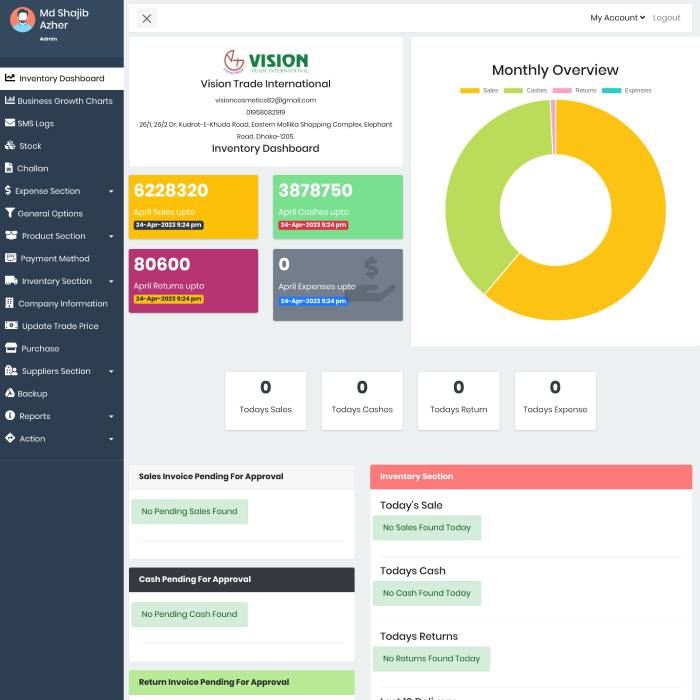 Md Shajib
Azher
Admin
Inventory Dashboard
Business Growth Charts
SMS Logs
Stock
Challan
Expense Section
General Options
Product Section
Payment Method
Inventory Section
Company Information
Update Trade Price
Purchase
Suppliers Section
Backup
Reports
Action
My Account
Logout
VISION
TRADE INTERNATIONAL
Vision Trade International
visioncosmetics82@gmail.com
01958082919
26/1, 26/2 Dr. Kudrot-E-Khuda Road, Eastern Mollika Shopping Complex, Elephant
Road, Dhaka-1205.
Inventory Dashboard
6228320
April Sales upto
24-Apr-2023 9:24 pm
3878750
April Cashes upto
24-Apr-2023 9:24 pm
80600
April Returns upto
24-Apr-2023 9:24 pm
0
April Expenses upto
24-Apr-2023 9:24 pm
Monthly Overview
Sales
Cashes
Returns
Expenses
0
Todays Sales
0
Todays Cashes
0
Todays Return
0
Todays Expense
Sales Invoice Pending For Approval
No Pending Sales Found
Cash Pending For Approval
No Pending Cash Found
Return Invoice Pending For Approval
Inventory Section
Today's Sale
No Sales Found Today
Todays Cash
No Cash Found Today
Todays Returns
No Returns Found Today